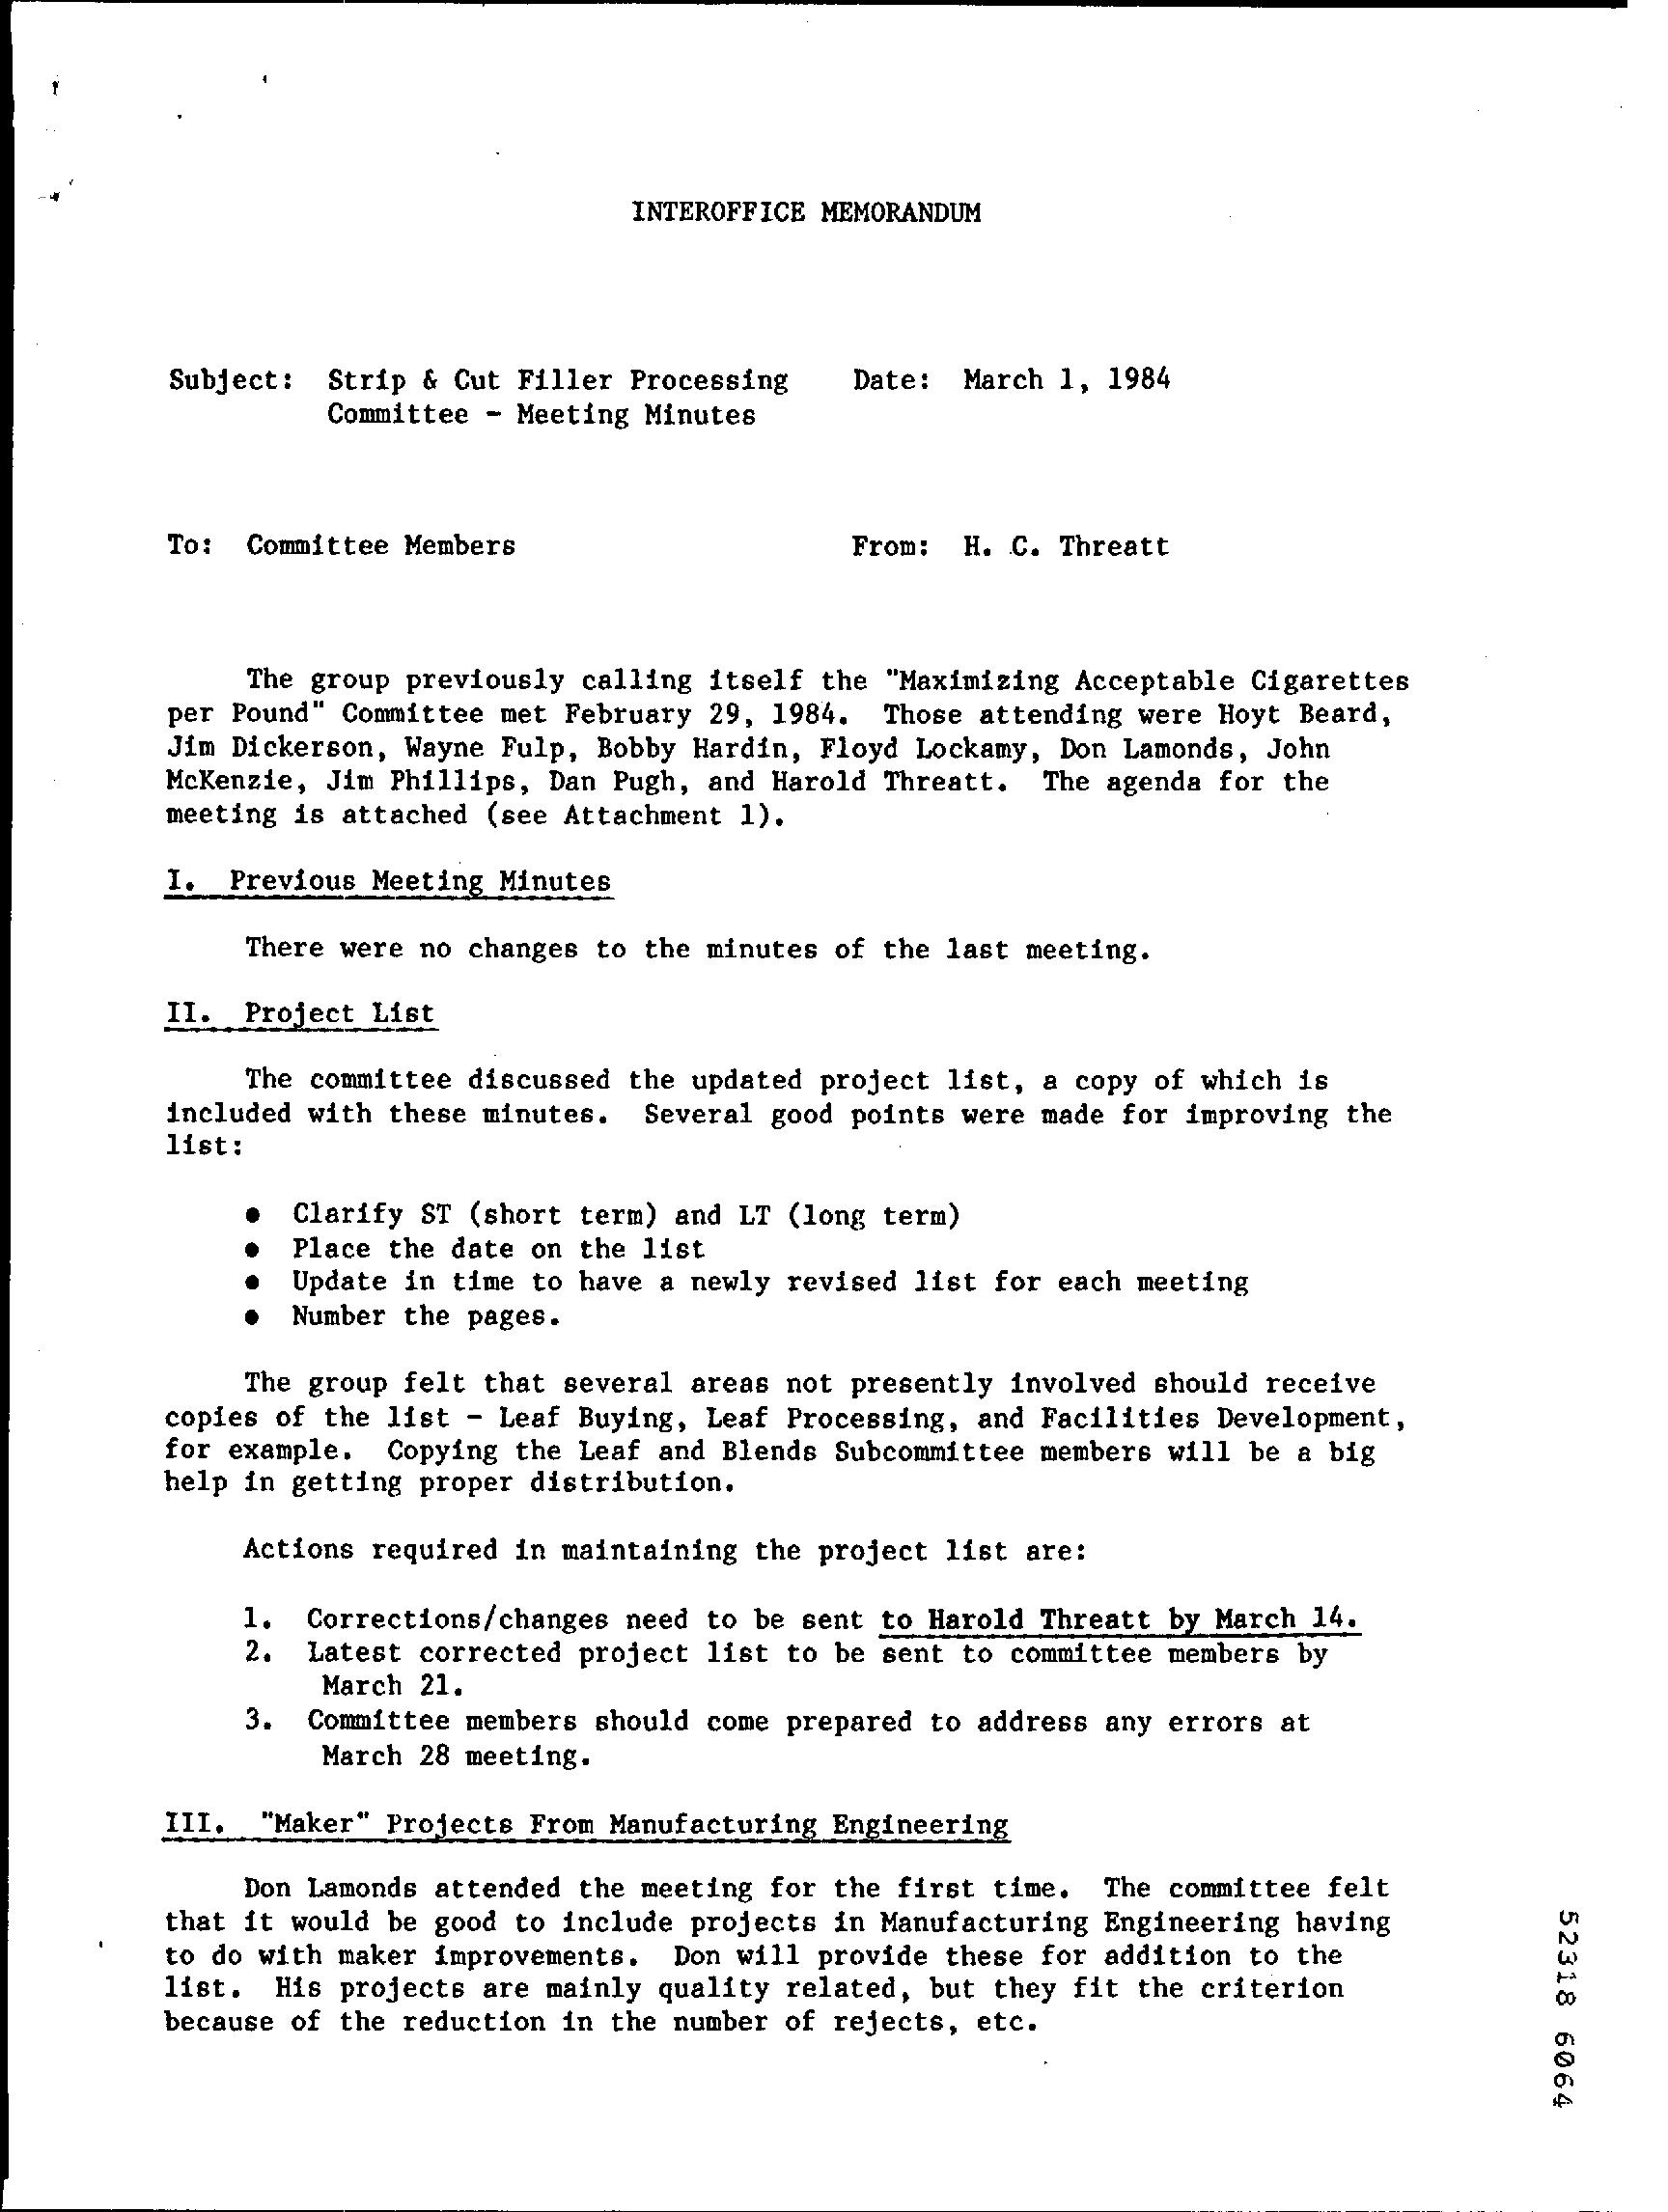 INTEROFFICE MEMORANDUM
Subject: Strip & Cut Filler Processing Date: March 1, 1984
Committee - Meeting Minutes
To: Committee Members From: H. C. Threatt
The group previously calling itself the "Maximizing Acceptable Cigarettes
per Pound" Committee met February 29, 1984. Those attending were Hoyt Beard,
Jim Dickerson, Wayne Fulp, Bobby Hardin, Floyd Lockamy, Don Lamonds, John
McKenzie, Jim Phillips, Dan Pugh, and Harold Threatt. The agenda for the
meeting is attached (see Attachment 1).
I. Previous Meeting Minutes
There were no changes to the minutes of the last meeting.
II. Project List
The committee discussed the updated project list, a copy of which is
included with these minutes. Several good points were made for improving the
list:
• Clarify ST (short term) and LT (long term)
• Place the date on the list
• Update in time to have a newly revised list for each meeting
• Number the pages.
The group felt that several areas not presently involved should receive
copies of the list - Leaf Buying, Leaf Processing, and Facilities Development,
for example. Copying the Leaf and Blends Subcommittee members will be a big
help in getting proper distribution.
Actions required in maintaining the project list are:
1. Corrections/changes need to be sent to Harold Threatt by March 14.
2. Latest corrected project list to be sent to committee members by
March 21.
3. Committee members should come prepared to address any errors at
March 28 meeting.
III. "Maker" Projects From Manufacturing Engineering
Don Lamonds attended the meeting for the first time. The committee felt
that it would be good to include projects in Manufacturing Engineering having
to do with maker improvements. Don will provide these for addition to the
list. His projects are mainly quality related, but they fit the criterion
because of the reduction in the number of rejects, etc.
52318 6064